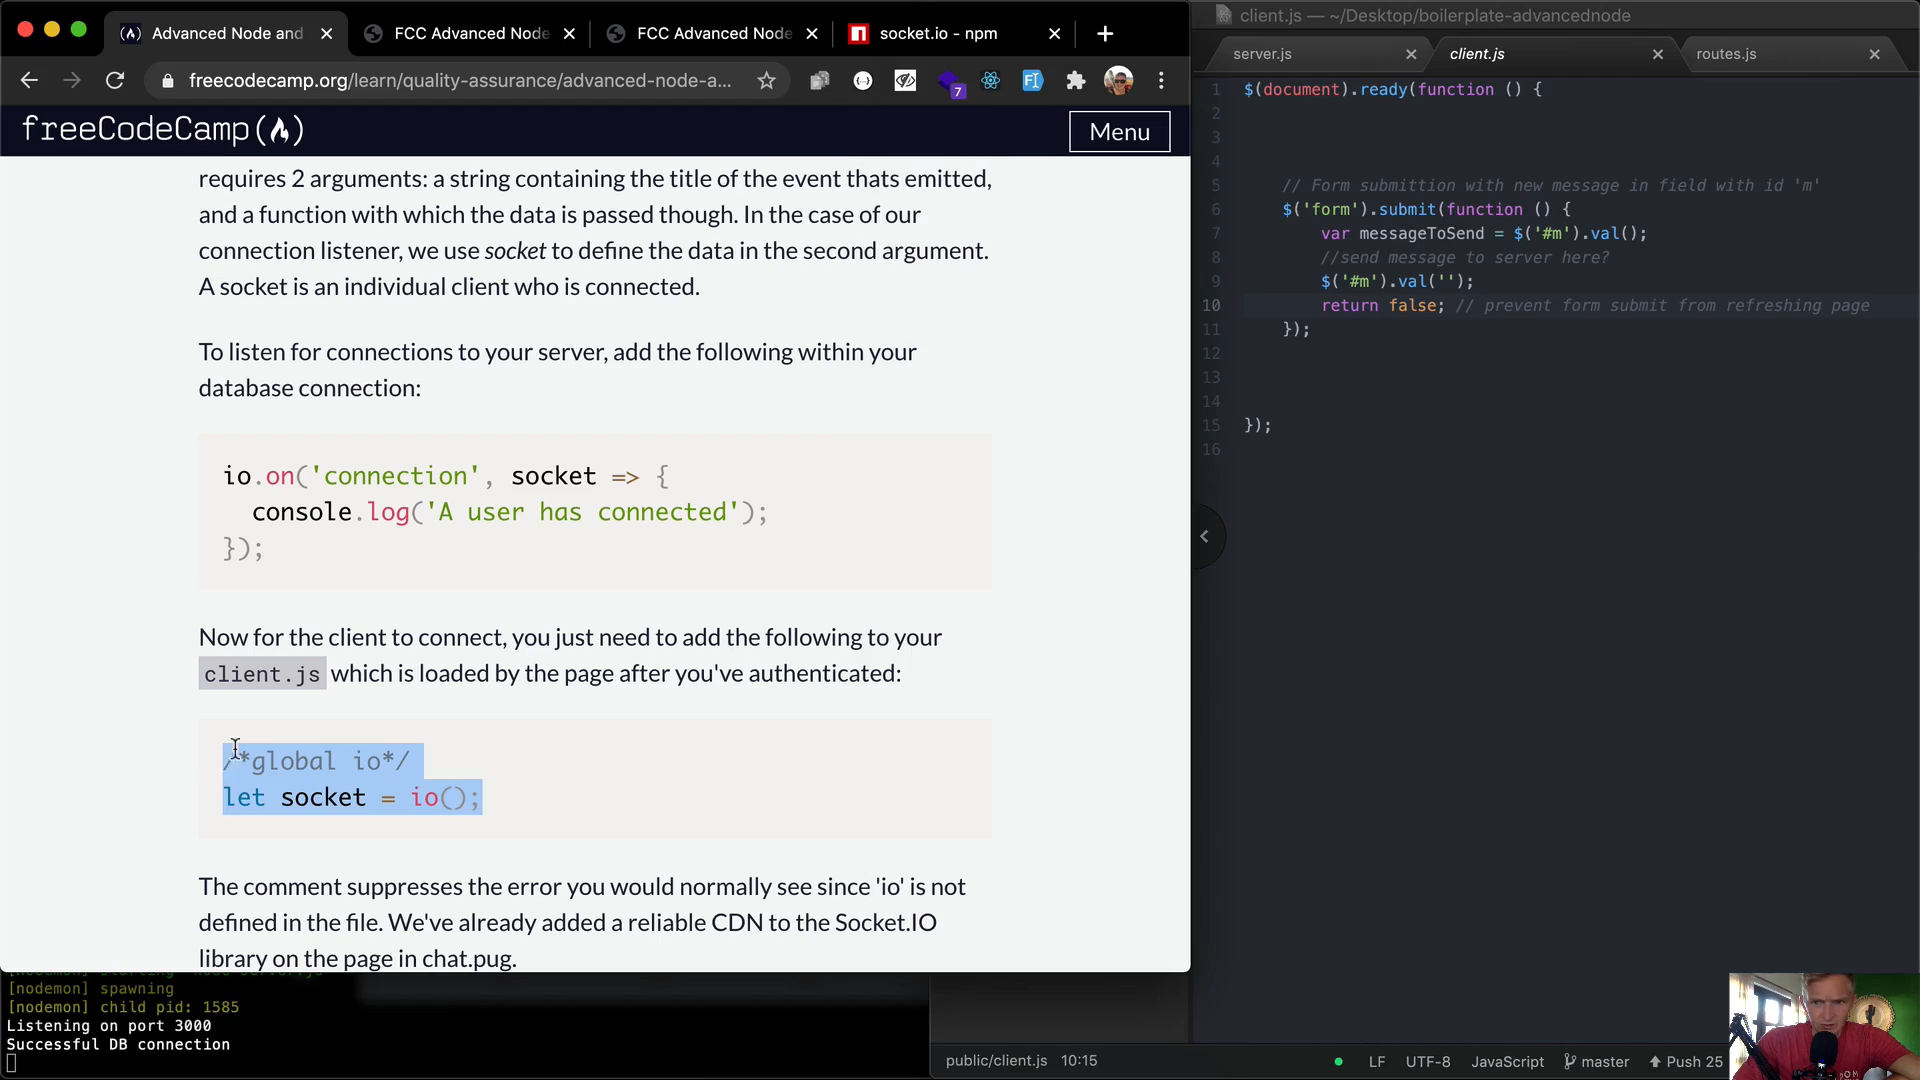 Advanced Node and
FCC Advanced Node
FCC Advanced Node
socket.io - npm
freecodecamp.org/learn/quality-assurance/advanced-node-a...
7
freeCodeCamp
Menu
requires 2 arguments: a string containing the title of the event thats emitted,
and a function with which the data is passed though. In the case of our
connection listener, we use socket to define the data in the second argument.
A socket is an individual client who is connected.
To listen for connections to your server, add the following within your
database connection:
io.on('connection', socket => {
console.log('A user has connected');
});
Now for the client to connect, you just need to add the following to your
client.js which is loaded by the page after you've authenticated:
/*global io*/
let socket = io();
The comment suppresses the error you would normally see since 'io' is not
defined in the file. We've already added a reliable CDN to the Socket.IO
library on the page in chat.pug.
[nodemon] spawning
[nodemon] child pid: 1585
Listening on port 3000
Successful DB connection
client.js — ~/Desktop/boilerplate-advancednode
server.js
client.js
routes.js
1 $(document).ready(function () {
2
3
4
5 // Form submittion with new message in field with id 'm'
6 $('form').submit(function () {
7 var messageToSend = $('#m').val();
8 //send message to server here?
9 $('#m').val('');
10 return false; // prevent form submit from refreshing page
11 });
12
13
14
15 });
16
public/client.js 10:15
LF UTF-8 JavaScript master Push 25